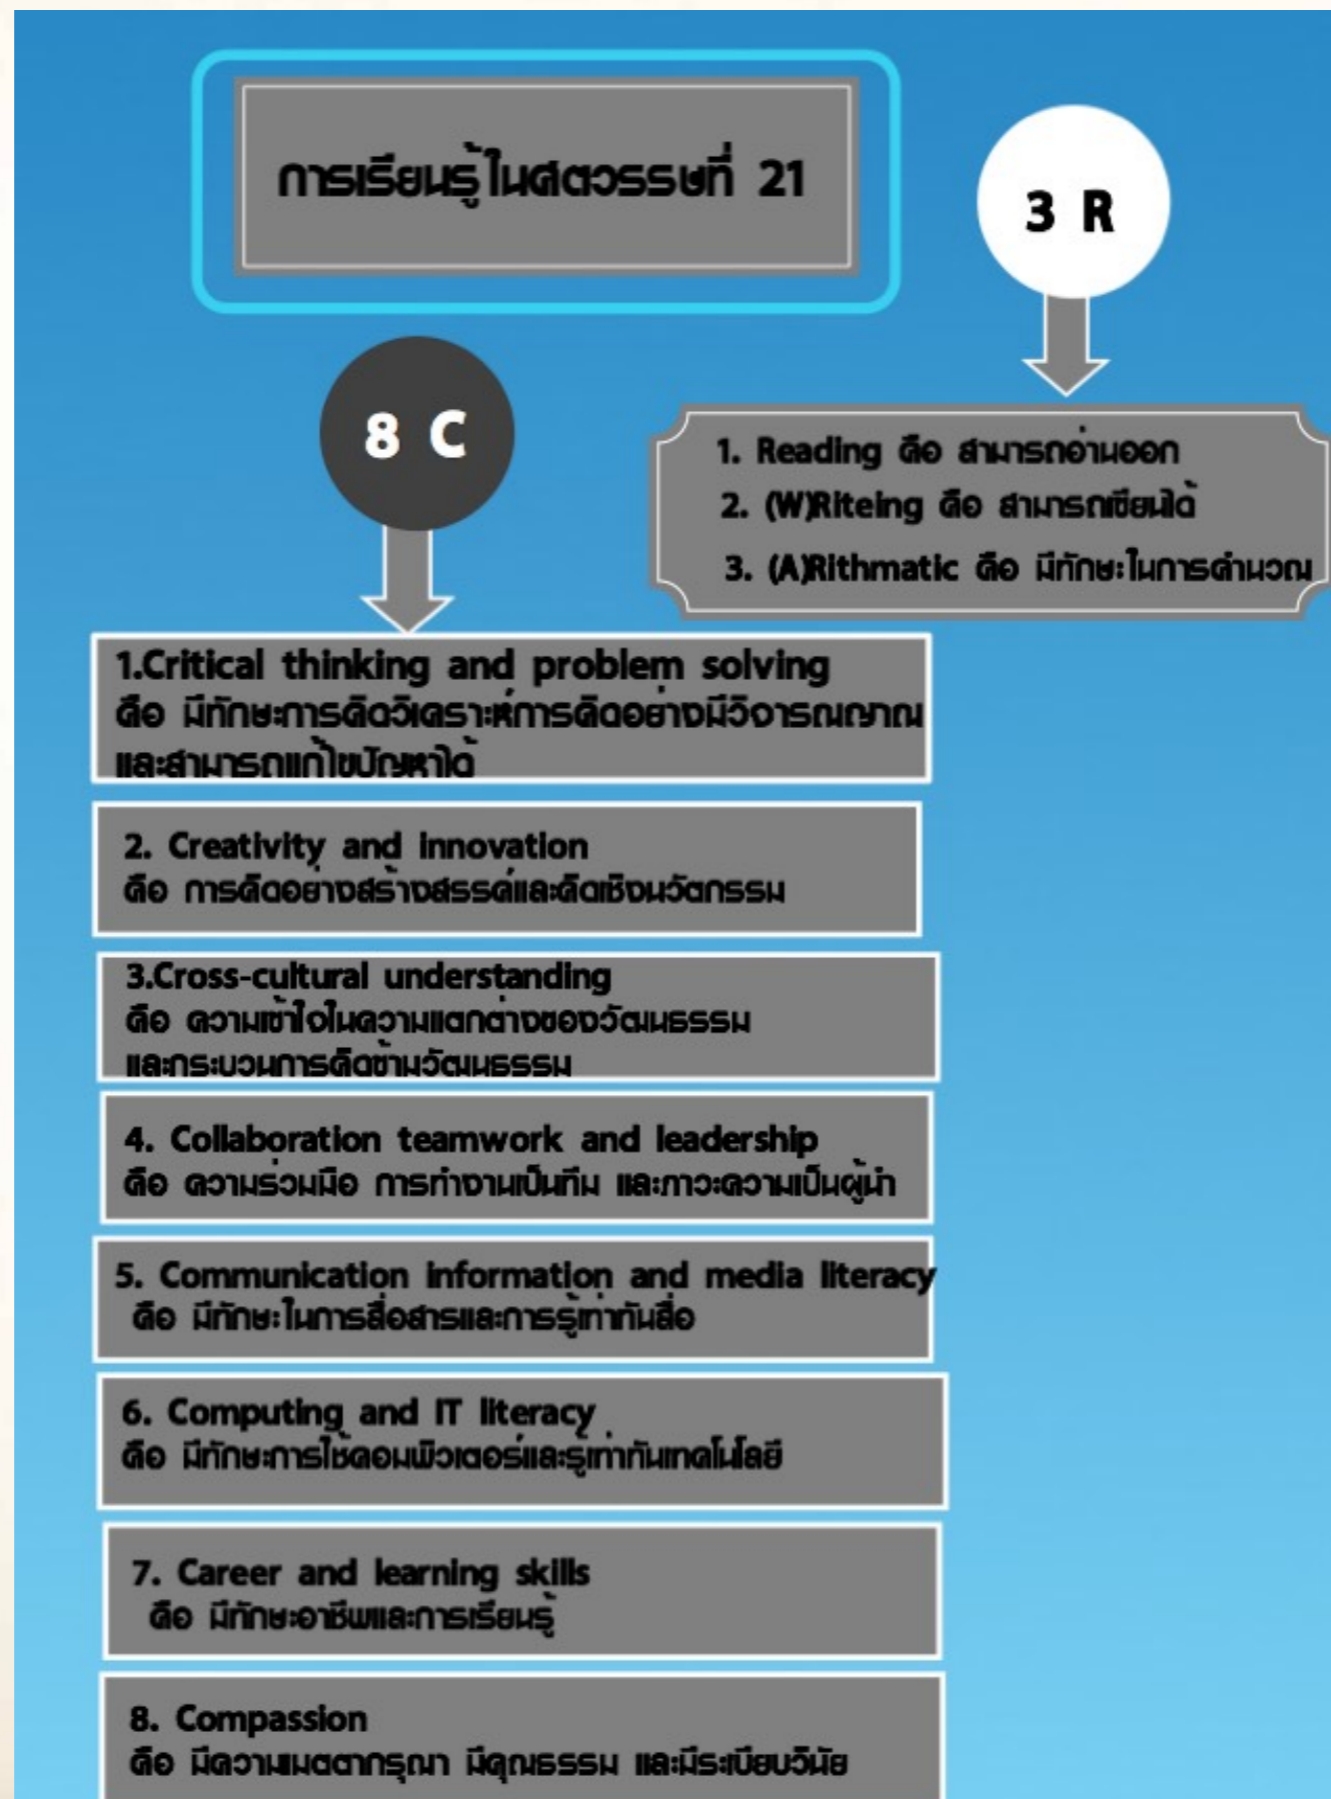 การเรียนรู้ในศตวรรษที่ 21
3 R
1. Reading คือ สามารถอ่านออก
2. (W)Riteing คือ สามารถเขียนได้
3. (A)Rithmatic คือ มีทักษะในการคำนวณ
8 C
1.Critical thinking and problem solving
คือ มีทักษะการคิดวิเคราะห์การคิดอย่างมีวิจารณญาณ
และสามารถแก้ไขปัญหาได้
2. Creativity and innovation
คือ การคิดอย่างสร้างสรรค์และคิดเชิงนวัตกรรม
3.Cross-cultural understanding
คือ ความเข้าใจในความแตกต่างของวัฒนธรรม
และกระบวนการคิดข้ามวัฒนธรรม
4. Collaboration teamwork and leadership
คือ ความร่วมมือ การทำงานเป็นทีม และภาวะความเป็นผู้นำ
5. Communication information and media literacy
คือ มีทักษะในการสื่อสารและการรู้เท่าทันสื่อ
6. Computing and IT literacy
คือ มีทักษะการใช้คอมพิวเตอร์และรู้เท่าทันเทคโนโลยี
7. Career and learning skills
คือ มีทักษะอาชีพและการเรียนรู้
8. Compassion
คือ มีความเมตตากรุณา มีคุณธรรม และมีระเบียบวินัย